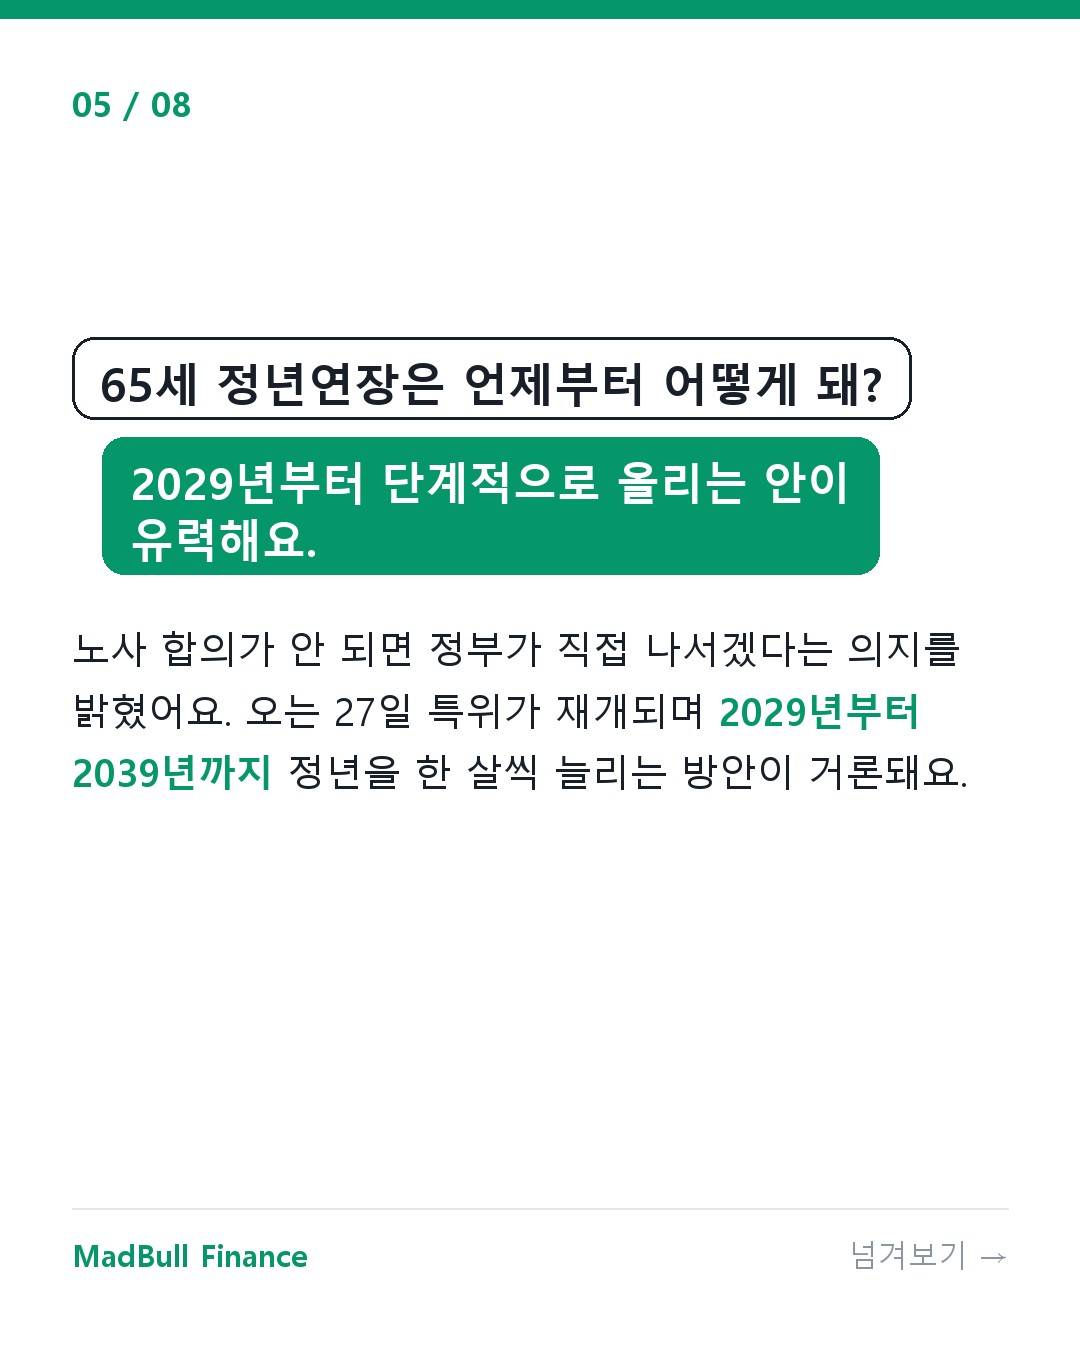 05 / 08
65세 정년연장은 언제부터 어떻게 돼?
2029년부터 단계적으로 올리는 안이
유력해요.
노사 합의가 안 되면 정부가 직접 나서겠다는 의지를
밝혔어요. 오는 27일 특위가 재개되며 2029년부터
2039년까지 정년을 한 살씩 늘리는 방안이 거론돼요.
MadBull Finance
넘겨보기 →